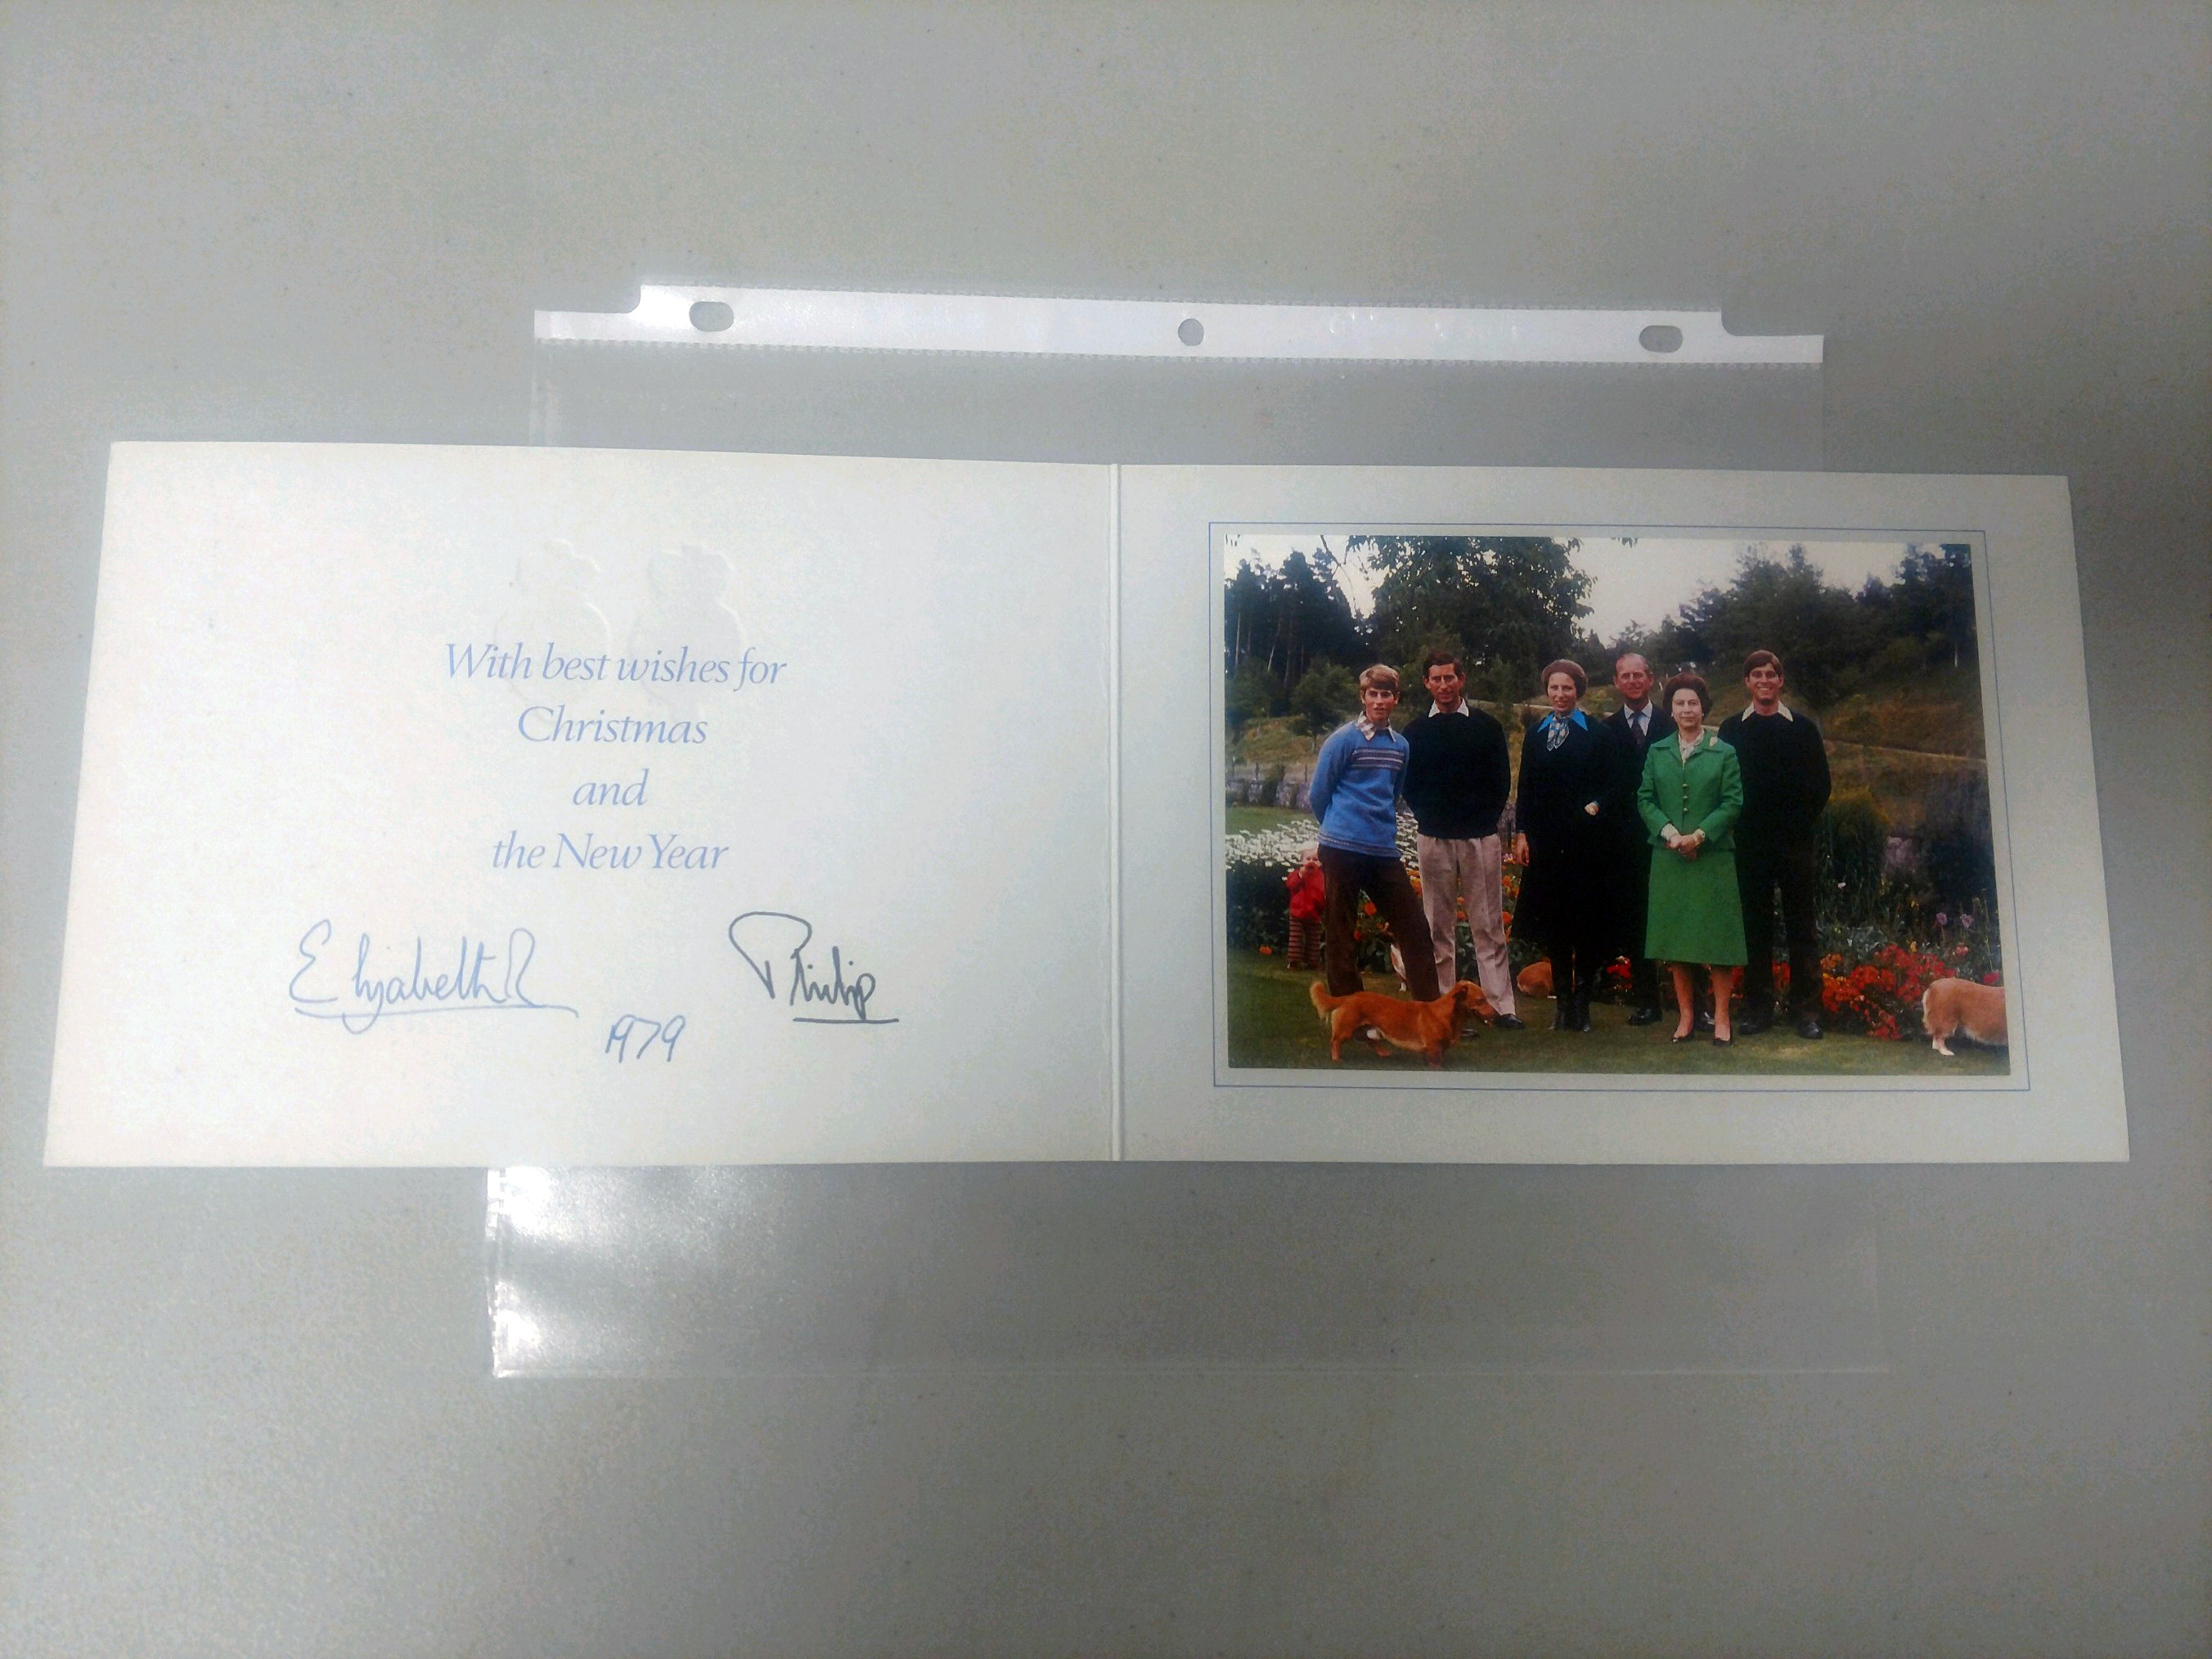 With best wishes for
Christmas
and
the New Year
Elizabeth R
Philip
1979